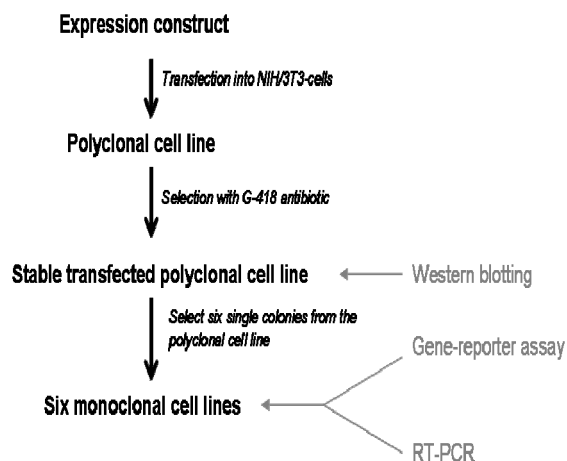 Expression construct
Transfection into NIH/3T3-cells
Polyclonal cell line
Selection with G-418 antibiotic
Stable transfected polyclonal cell line
Western blotting
Select six single colonies from the
polyclonal cell line
Gene-reporter assay
Six monoclonal cell lines
RT-PCR